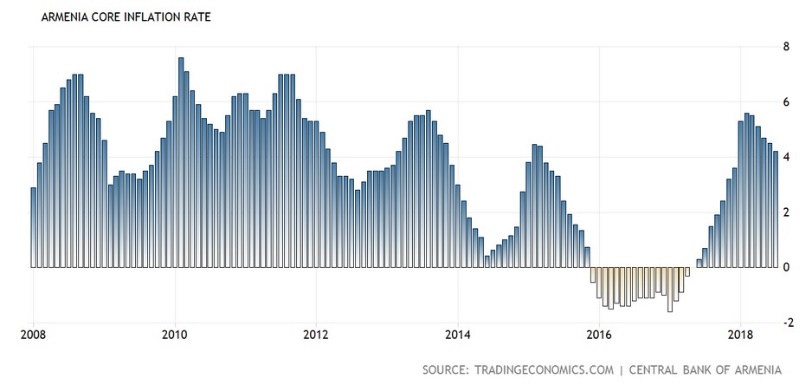 ARMENIA CORE INFLATION RATE
8
6
4
2
0
-2
2008 2010 2012 2014 2016 2018
SOURCE: TRADINGECONOMICS.COM | CENTRAL BANK OF ARMENIA